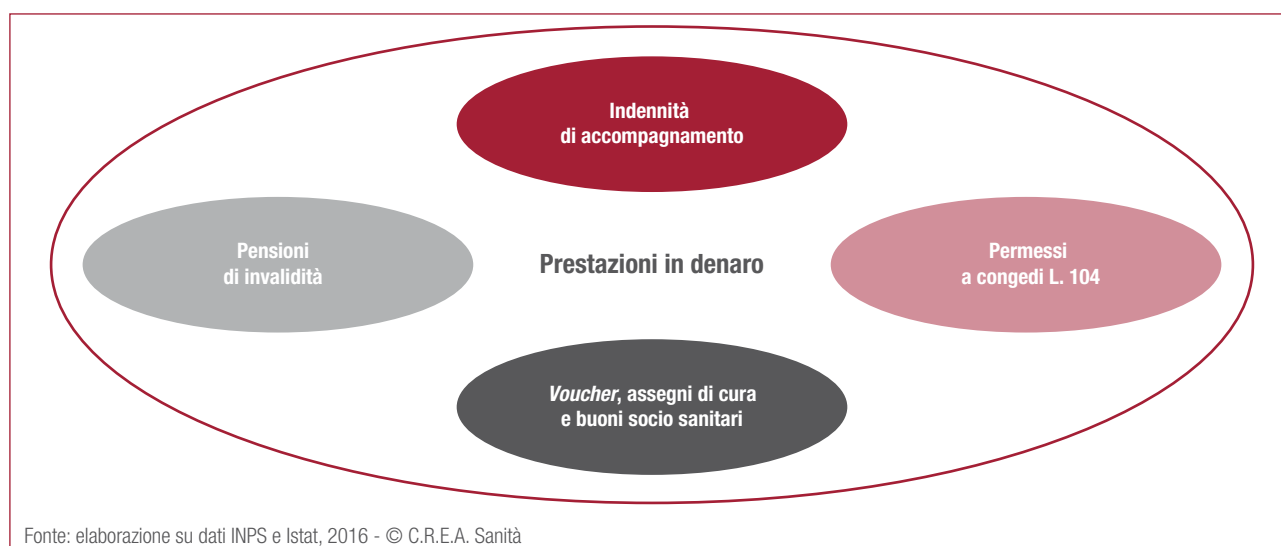 Indennità
di accompagnamento
Pensioni
di invalidità
Prestazioni in denaro
Permessi
a congedi L. 104
Voucher, assegni di cura
e buoni socio sanitari
Fonte: elaborazione su dati INPS e Istat, 2016 - © C.R.E.A. Sanità